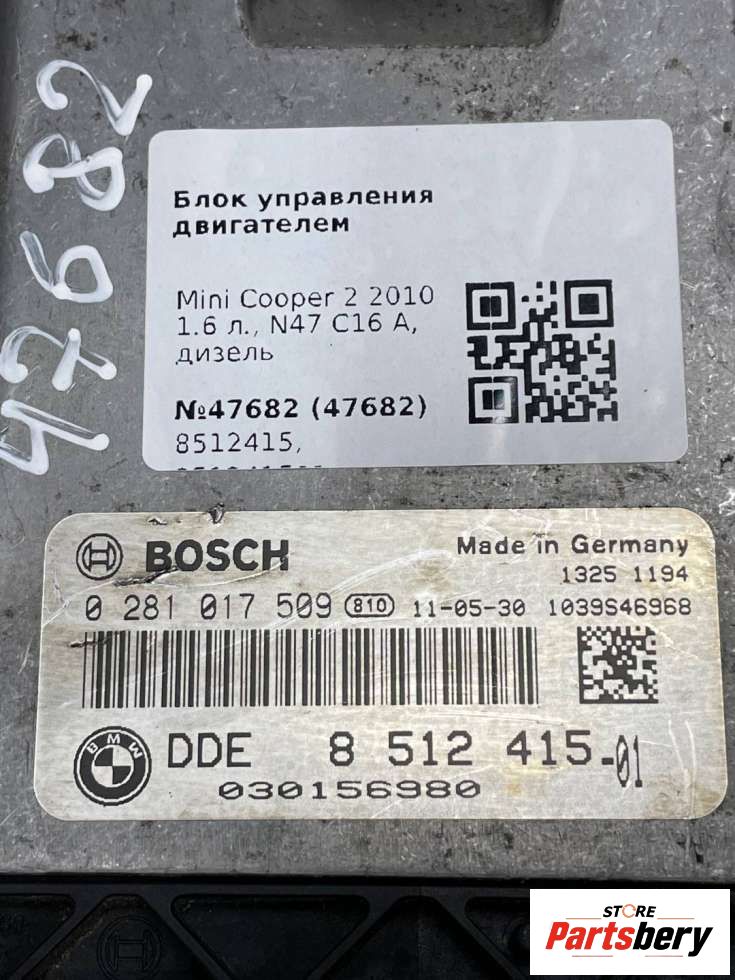 47682
Блок управления
двигателем
Mini Cooper 2 2010
1.6 л., N47 C16 A,
дизель
№47682 (47682)
8512415,
BOSCH
Made in Germany
1325 1194
0 281 017 509 810 11-05-30 1039S46968
BMW DDE 8 512 415-01
030156980
STORE
Partsbery